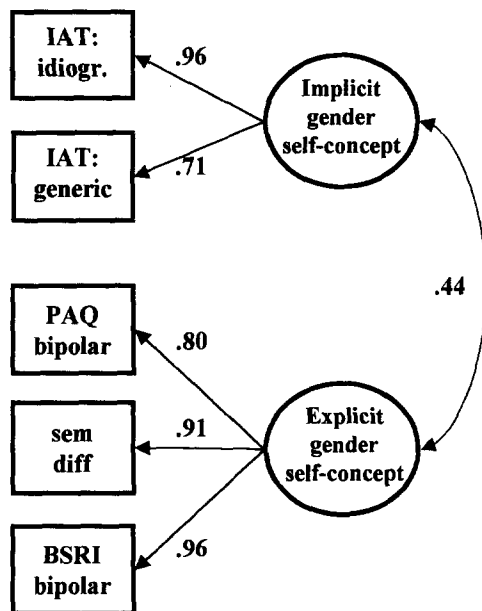 IAT:
idiogr.
.96
Implicit
gender
self-concept
IAT:
generic
.71
.44
PAQ
bipolar
.80
sem
diff
.91
Explicit
gender
self-concept
BSRI
bipolar
.96